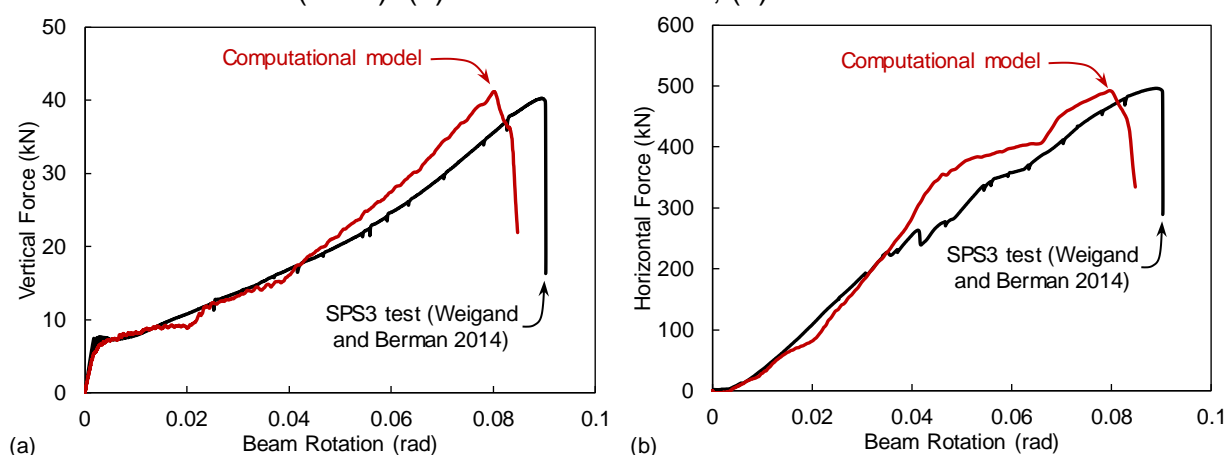 50
40
30
20
10
0
Vertical Force (kN)
Computational model
SPS3 test (Weigand
and Berman 2014)
0
0.02
0.04
0.06
0.08
0.1
(a)
Beam Rotation (rad)
600
500
400
300
200
100
0
Horizontal Force (kN)
Computational model
SPS3 test (Weigand
and Berman 2014)
0
0.02
0.04
0.06
0.08
0.1
(b)
Beam Rotation (rad)